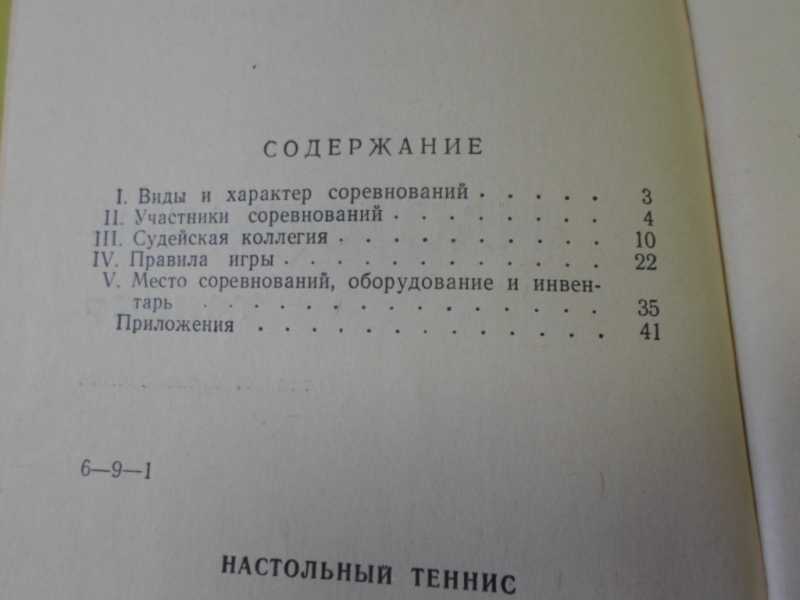 СОДЕРЖАНИЕ
I. Виды и характер соревнований . . . . . 3
II. Участники соревнований . . . . . . . . 4
III. Судейская коллегия . . . . . . . . . . 10
IV. Правила игры . . . . . . . . . . . . 22
V. Место соревнований, оборудование и инвен-
тарь . . . . . . . . . . . . . . . 35
Приложения . . . . . . . . . . . . . 41
6—9—1
НАСТОЛЬНЫЙ ТЕННИС